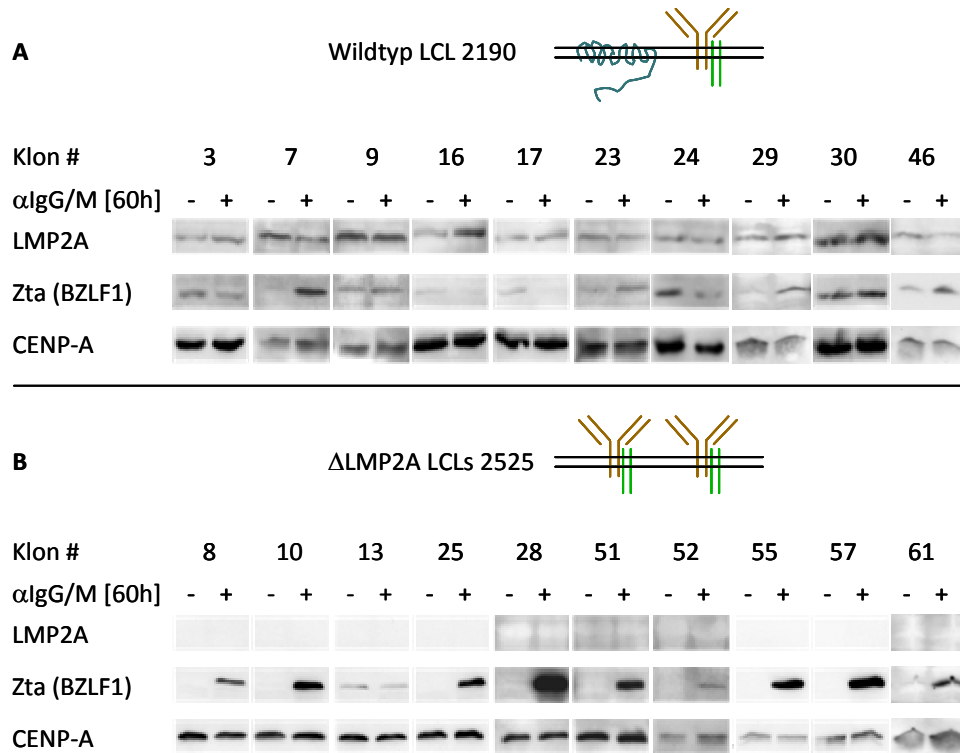 A Wildtyp LCL 2190
Klon # 3 7 9 16 17 23 24 29 30 46
αIgG/M [60h] - + - + - + - + - + - + - + - + - + - +
LMP2A
Zta (BZLF1)
CENP-A
B ΔLMP2A LCLs 2525
Klon # 8 10 13 25 28 51 52 55 57 61
αIgG/M [60h] - + - + - + - + - + - + - + - + - + - +
LMP2A
Zta (BZLF1)
CENP-A